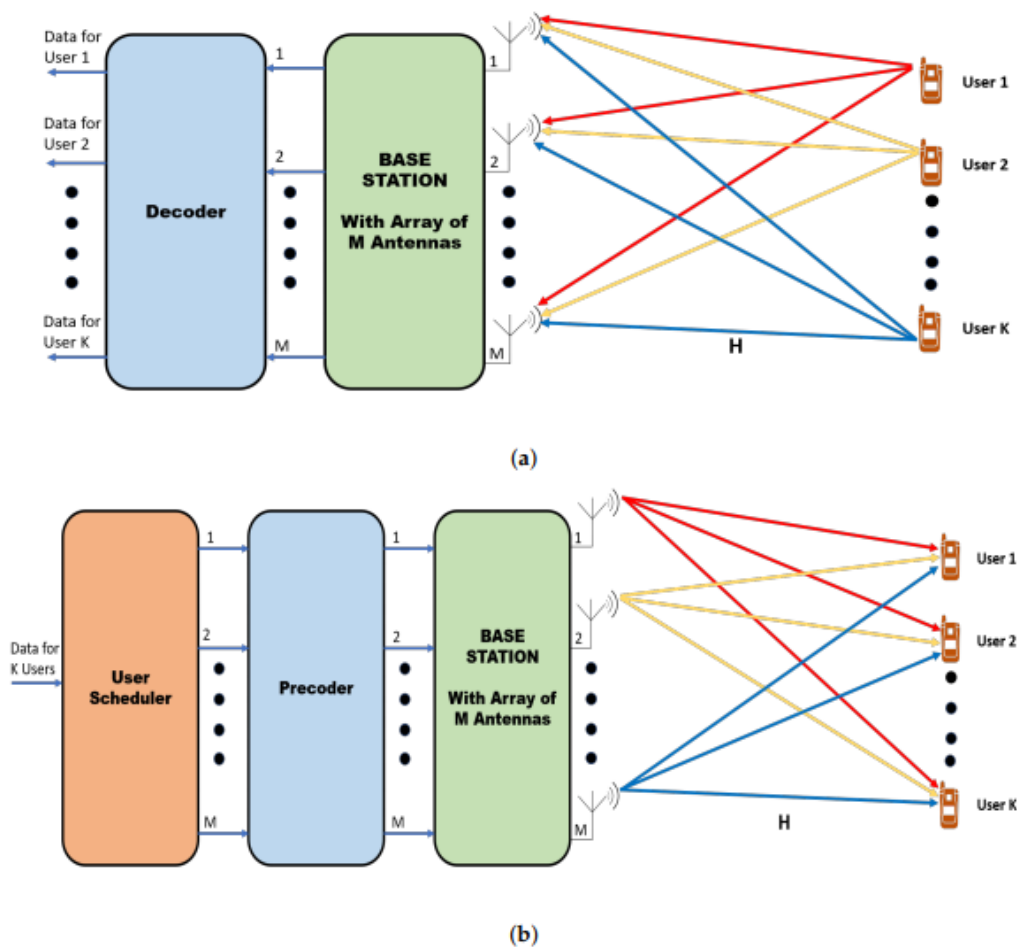 Data for
User 1
Data for
User 2
Data for
User K
Decoder
1
2
M
BASE
STATION
With Array of
M Antennas
1
2
M
User 1
User 2
User K
H
(a)
Data for
K Users
User
Scheduler
1
2
M
Precoder
1
2
M
BASE
STATION
With Array of
M Antennas
1
2
M
User 1
User 2
User K
H
(b)